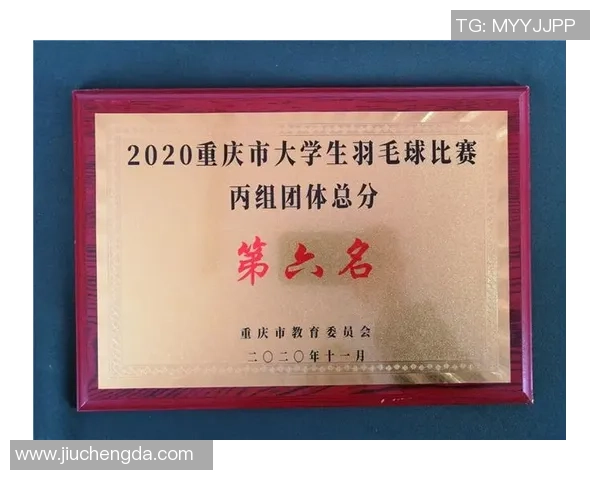 TG: MYYJJPP
2020重庆市大学生羽毛球比赛
丙组团体总分
第六名
重庆市教育委员会
二〇二〇年十一月
www.jiuchengda.com